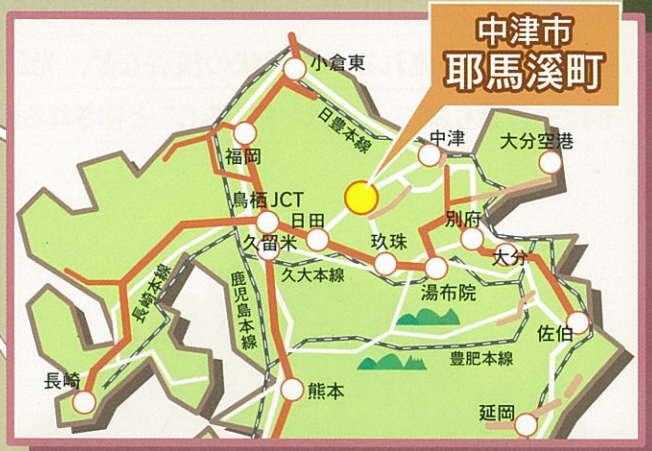 中津市
耶馬溪町
小倉東
日豊本線
中津
大分空港
福岡
鳥栖JCT
日田
久留米
玖珠
別府
大分
湯布院
久大本線
長崎本線
鹿児島本線
佐伯
豊肥本線
長崎
熊本
延岡